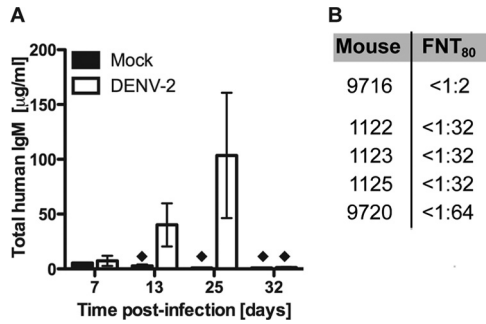 A
Total human IgM [µg/ml]
200
150
100
50
0
Mock
DENV-2
7 13 25 32
Time post-infection [days]
B
Mouse FNT80
9716 <1:2
1122 <1:32
1123 <1:32
1125 <1:32
9720 <1:64